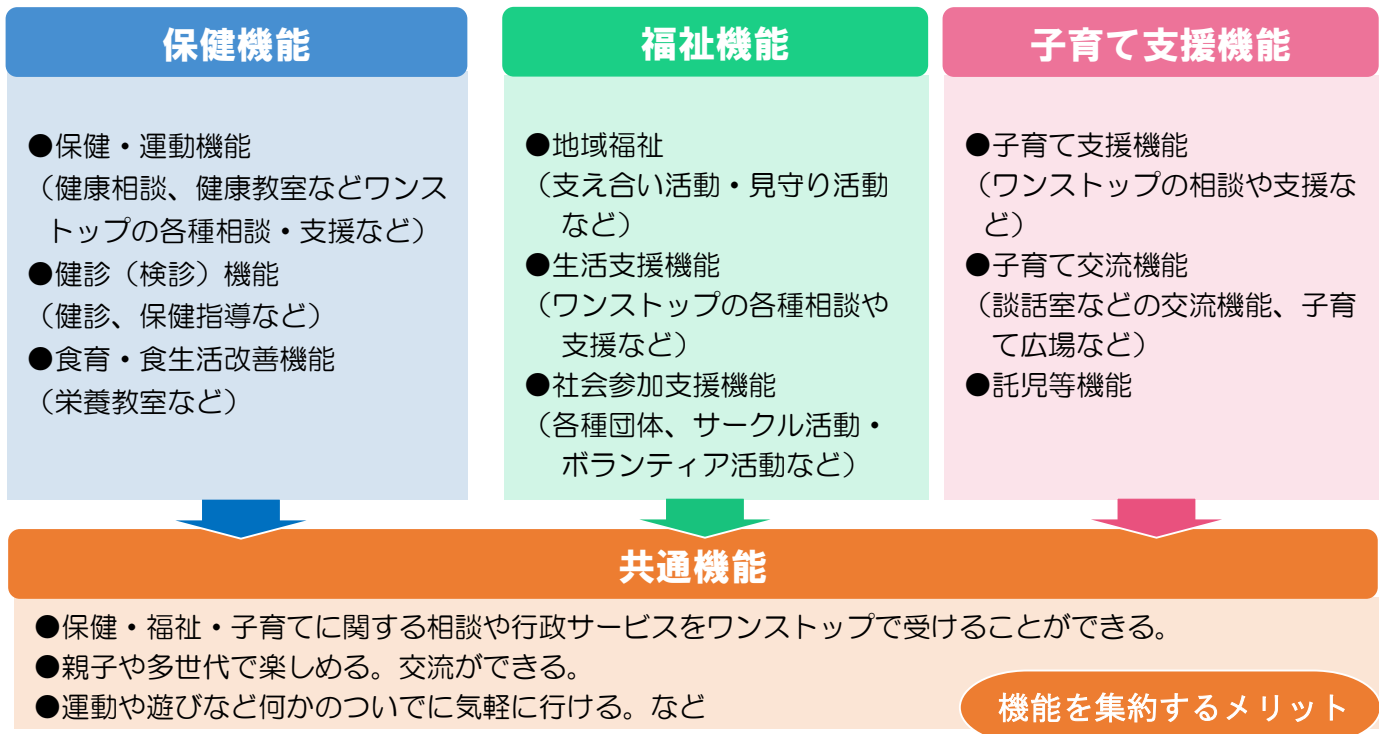 保健機能
●保健・運動機能
（健康相談、健康教室などワンス
トップの各種相談・支援など）
●健診（検診）機能
（健診、保健指導など）
●食育・食生活改善機能
（栄養教室など）
福祉機能
●地域福祉
（支え合い活動・見守り活動
など）
●生活支援機能
（ワンストップの各種相談や
支援など）
●社会参加支援機能
（各種団体、サークル活動・
ボランティア活動など）
子育て支援機能
●子育て支援機能
（ワンストップの相談や支援な
ど）
●子育て交流機能
（談話室などの交流機能、子育
て広場など）
●託児等機能
共通機能
●保健・福祉・子育てに関する相談や行政サービスをワンストップで受けることができる。
●親子や多世代で楽しめる。交流ができる。
●運動や遊びなど何かのついでに気軽に行ける。など
機能を集約するメリット